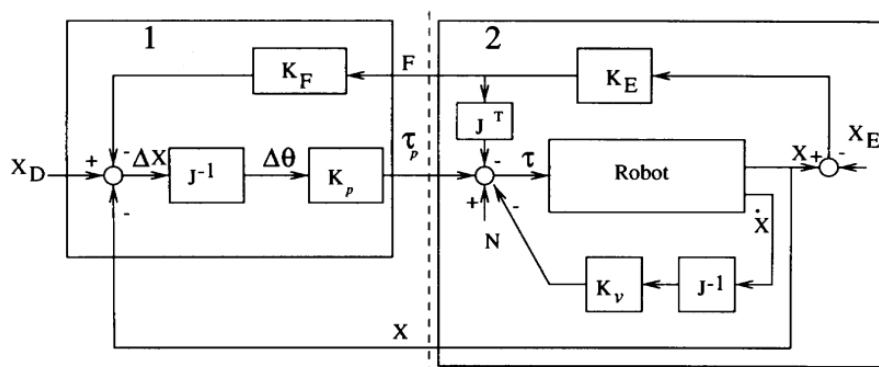 1
2
K_F
F
K_E
J^T
X_D
+
-
ΔX
J^-1
Δθ
K_p
τ_p
-
τ
Robot
X
+
-
X_E
-
+
-
N
Ẋ
K_v
J^-1
X